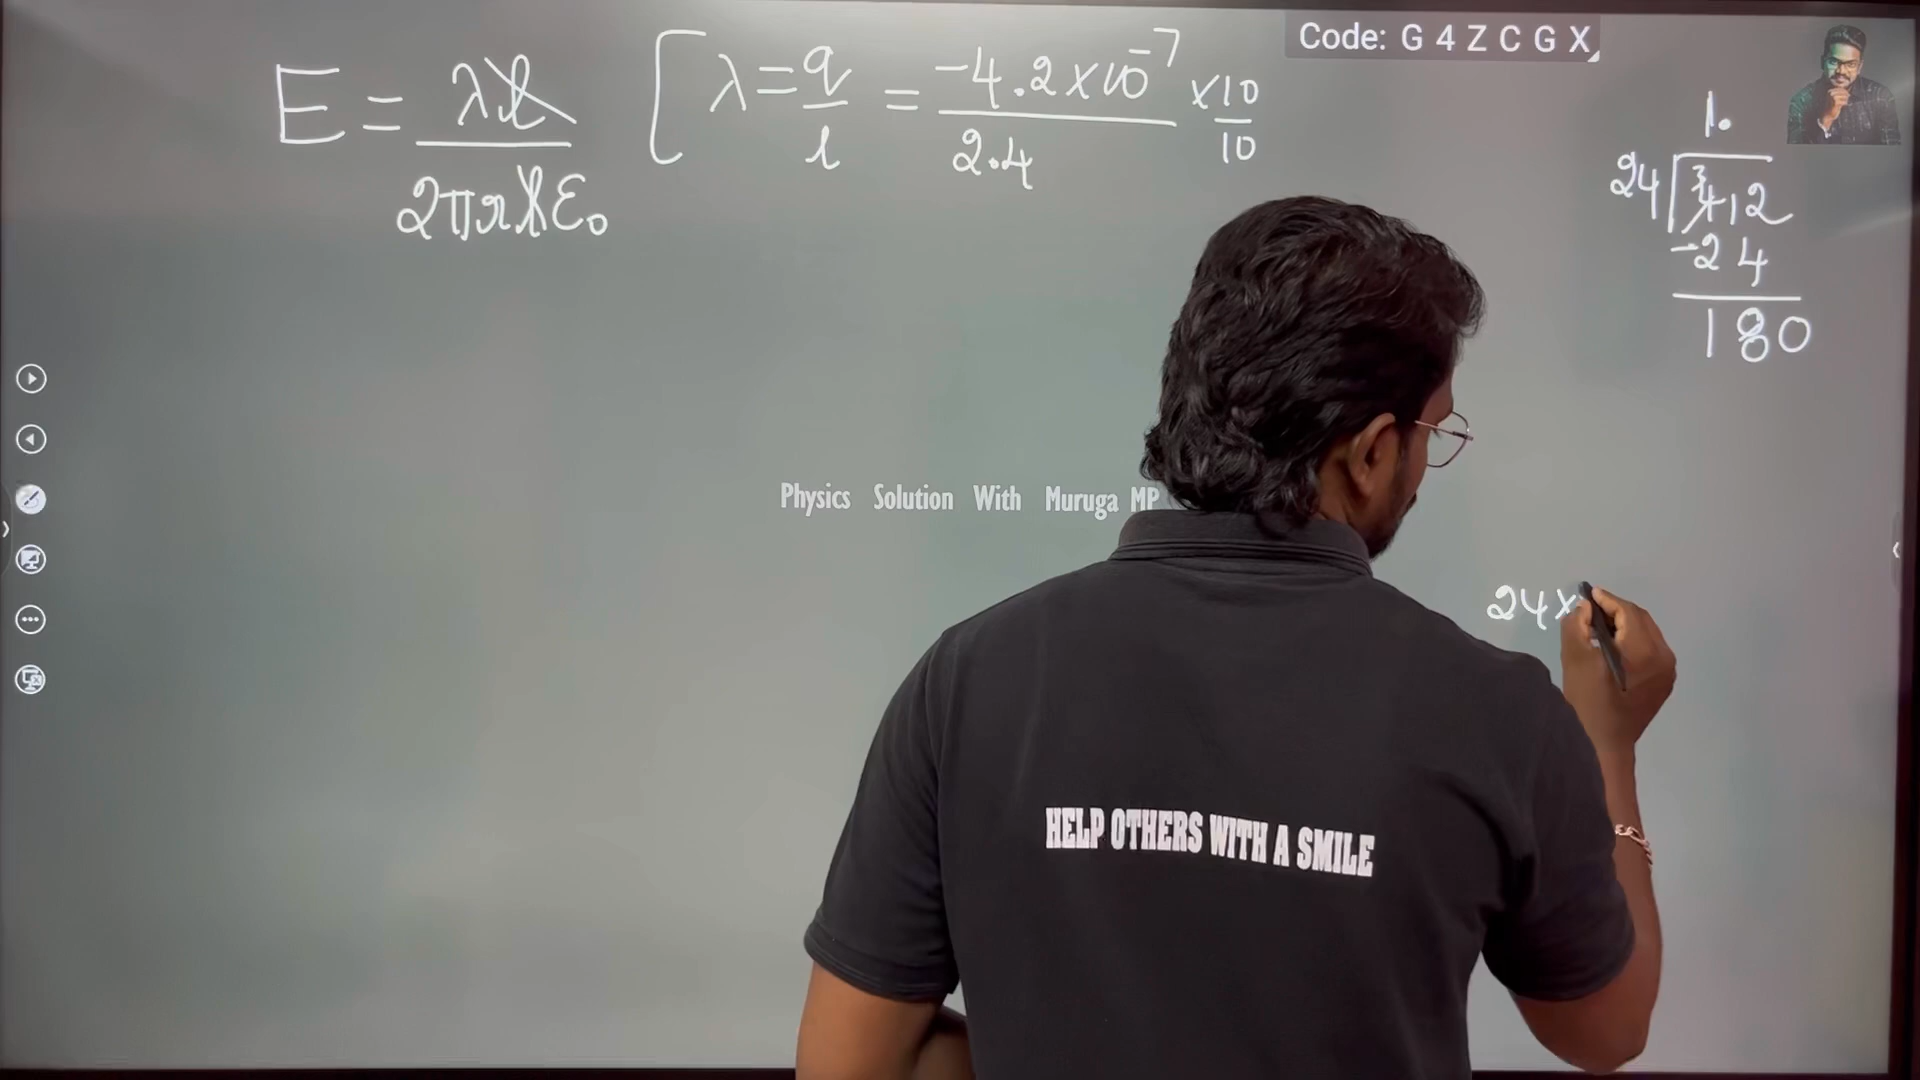 Code: G 4 Z C G X
E = λl / 2πrlε₀ [ λ = q/l = -4.2×10⁻⁷ / 2.4 × 10/10
1.
24 ) 3412
-24
180
Physics Solution With Muruga MP
24×
HELP OTHERS WITH A SMILE